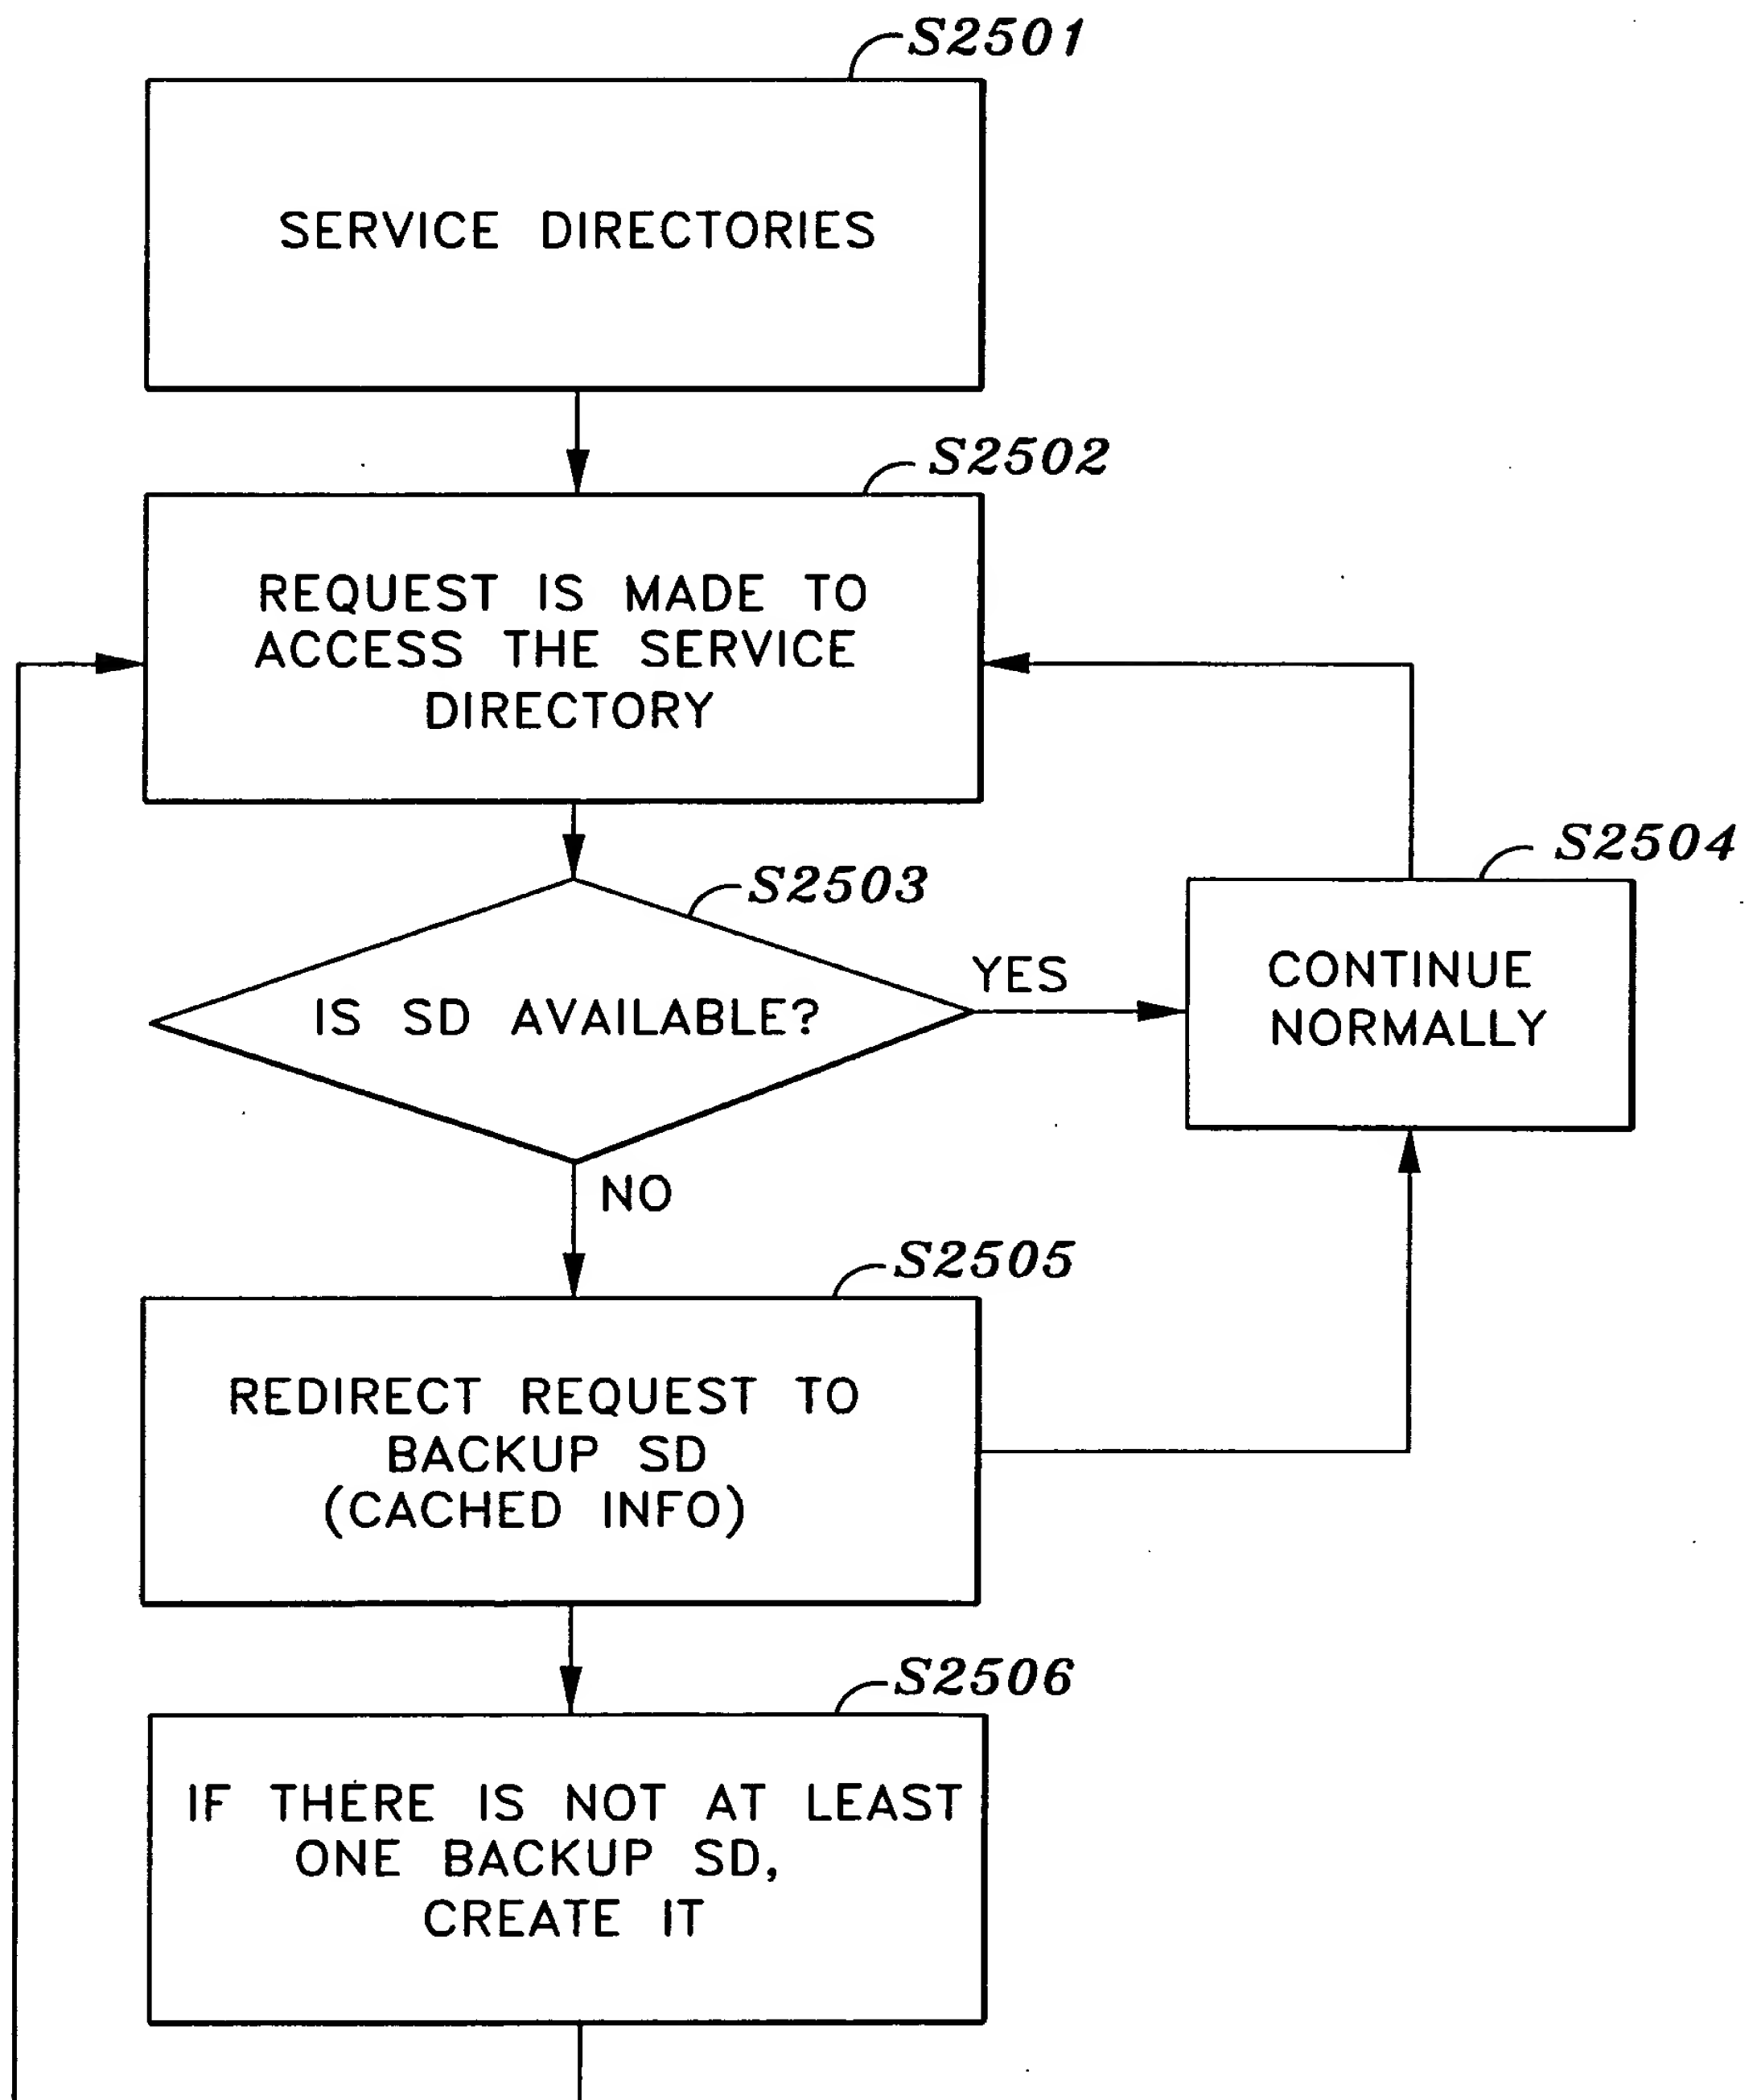 S2501
SERVICE DIRECTORIES
S2502
REQUEST IS MADE TO
ACCESS THE SERVICE
DIRECTORY
S2503
IS SD AVAILABLE?
YES
S2504
CONTINUE
NORMALLY
NO
S2505
REDIRECT REQUEST TO
BACKUP SD
(CACHED INFO)
S2506
IF THERE IS NOT AT LEAST
ONE BACKUP SD,
CREATE IT